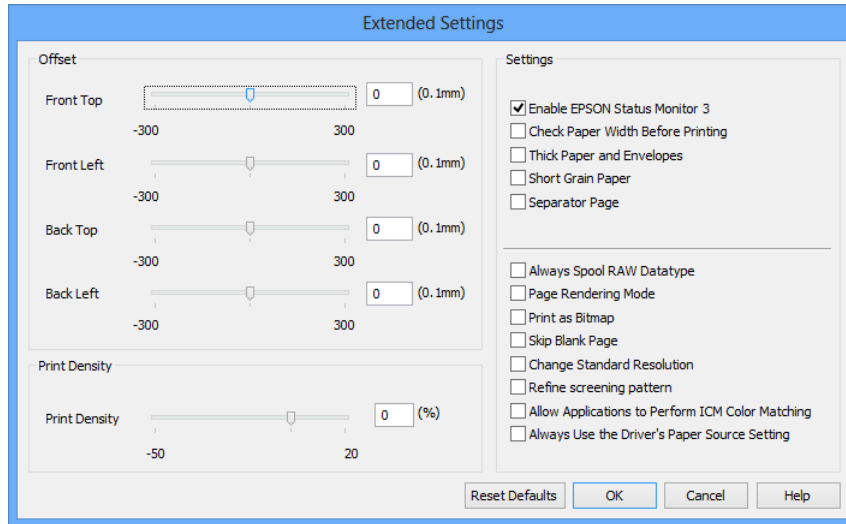 Extended Settings
Offset
Front Top 0 (0.1mm)
-300 300
Front Left 0 (0.1mm)
-300 300
Back Top 0 (0.1mm)
-300 300
Back Left 0 (0.1mm)
-300 300
Print Density
Print Density 0 (%)
-50 20
Settings
Enable EPSON Status Monitor 3
Check Paper Width Before Printing
Thick Paper and Envelopes
Short Grain Paper
Separator Page
Always Spool RAW Datatype
Page Rendering Mode
Print as Bitmap
Skip Blank Page
Change Standard Resolution
Refine screening pattern
Allow Applications to Perform ICM Color Matching
Always Use the Driver's Paper Source Setting
Reset Defaults OK Cancel Help